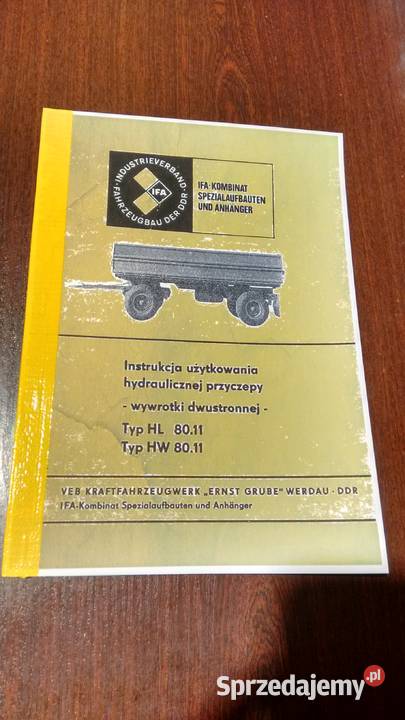 INDUSTRIEVERBAND
FAHRZEUGBAU DER DDR
IFA
IFA-KOMBINAT
SPEZIALAUFBAUTEN
UND ANHÄNGER
Instrukcja użytkowania
hydraulicznej przyczepy
- wywrotki dwustronnej -
Typ HL 80.11
Typ HW 80.11
VEB KRAFTFAHRZEUGWERK „ERNST GRUBE" WERDAU · DDR
IFA-Kombinat Spezialaufbauten und Anhänger
Sprzedajemy.pl